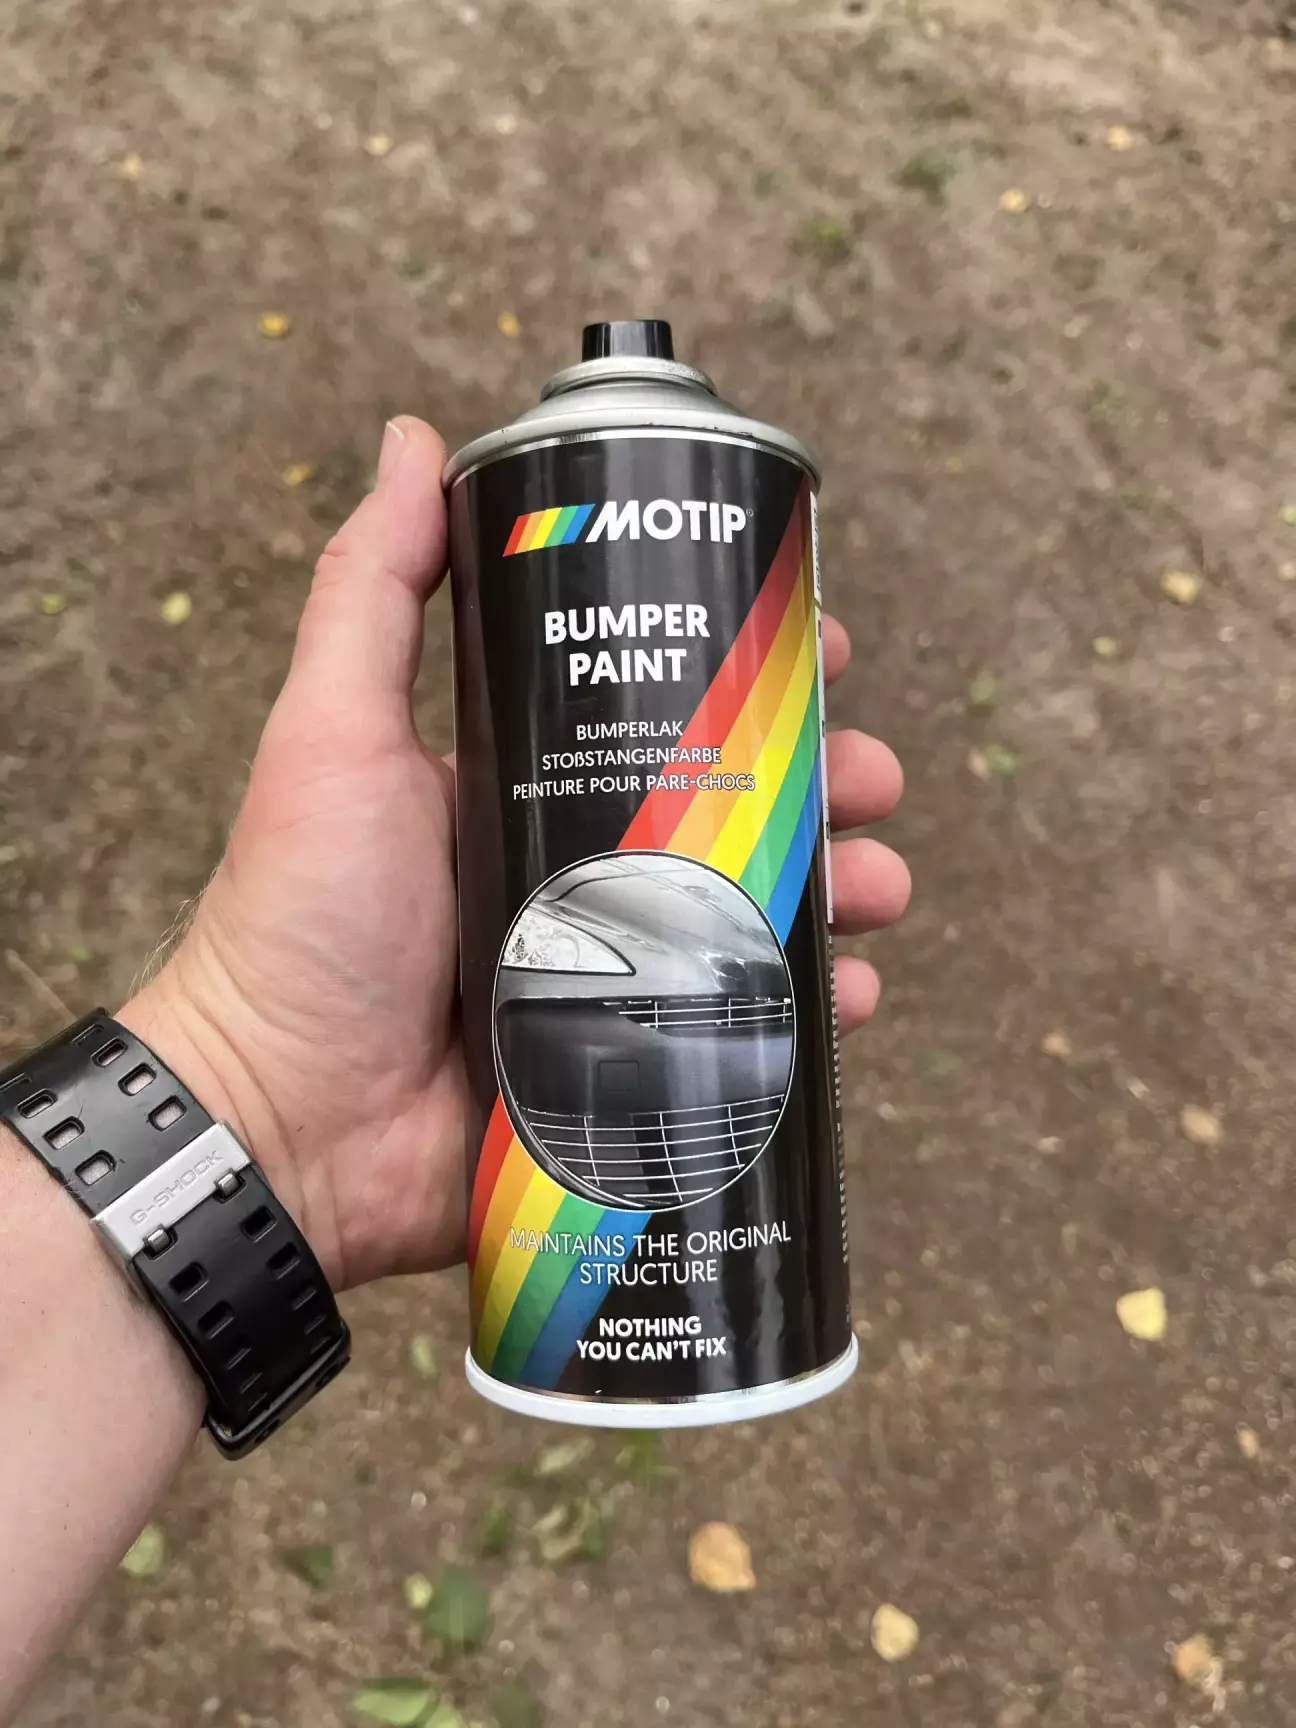 MOTIP®
BUMPER
PAINT
BUMPERLAK
STOßSTANGENFARBE
PEINTURE POUR PARE-CHOCS
MAINTAINS THE ORIGINAL
STRUCTURE
NOTHING
YOU CAN'T FIX
G-SHOCK